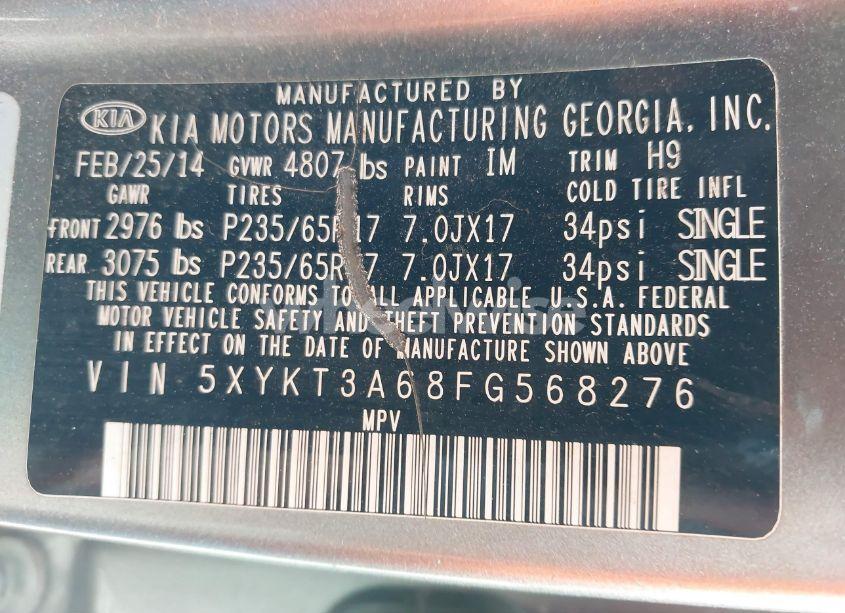 MANUFACTURED BY
KIA KIA MOTORS MANUFACTURING GEORGIA, INC.
FEB/25/14 GVWR 4807 lbs PAINT IM TRIM H9
GAWR TIRES RIMS COLD TIRE INFL
FRONT 2976 lbs P235/65R17 7.0JX17 34psi SINGLE
REAR 3075 lbs P235/65R17 7.0JX17 34psi SINGLE
THIS VEHICLE CONFORMS TO ALL APPLICABLE U.S.A. FEDERAL
MOTOR VEHICLE SAFETY AND THEFT PREVENTION STANDARDS
IN EFFECT ON THE DATE OF MANUFACTURE SHOWN ABOVE
VIN 5XYKT3A68FG568276
MPV